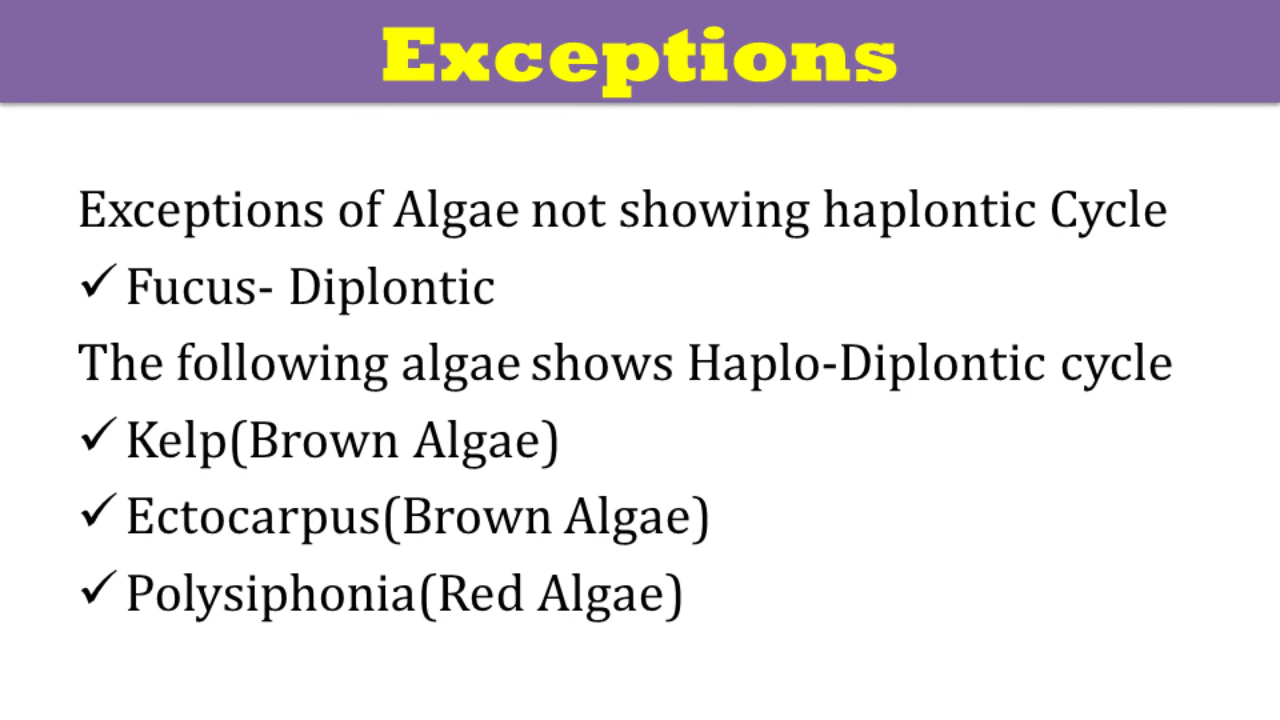 Exceptions
Exceptions of Algae not showing haplontic Cycle
✓ Fucus- Diplontic
The following algae shows Haplo-Diplontic cycle
✓ Kelp(Brown Algae)
✓ Ectocarpus(Brown Algae)
✓ Polysiphonia(Red Algae)